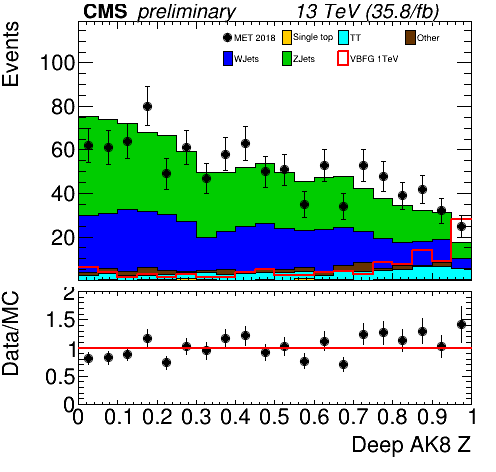 CMS preliminary 13 TeV (35.8/fb)
Events
MET 2018 Single top TT Other
WJets ZJets VBFG 1TeV
100
80
60
40
20
Data/MC
2
1.5
1
0.5
0
0 0.1 0.2 0.3 0.4 0.5 0.6 0.7 0.8 0.9 1
Deep AK8 Z